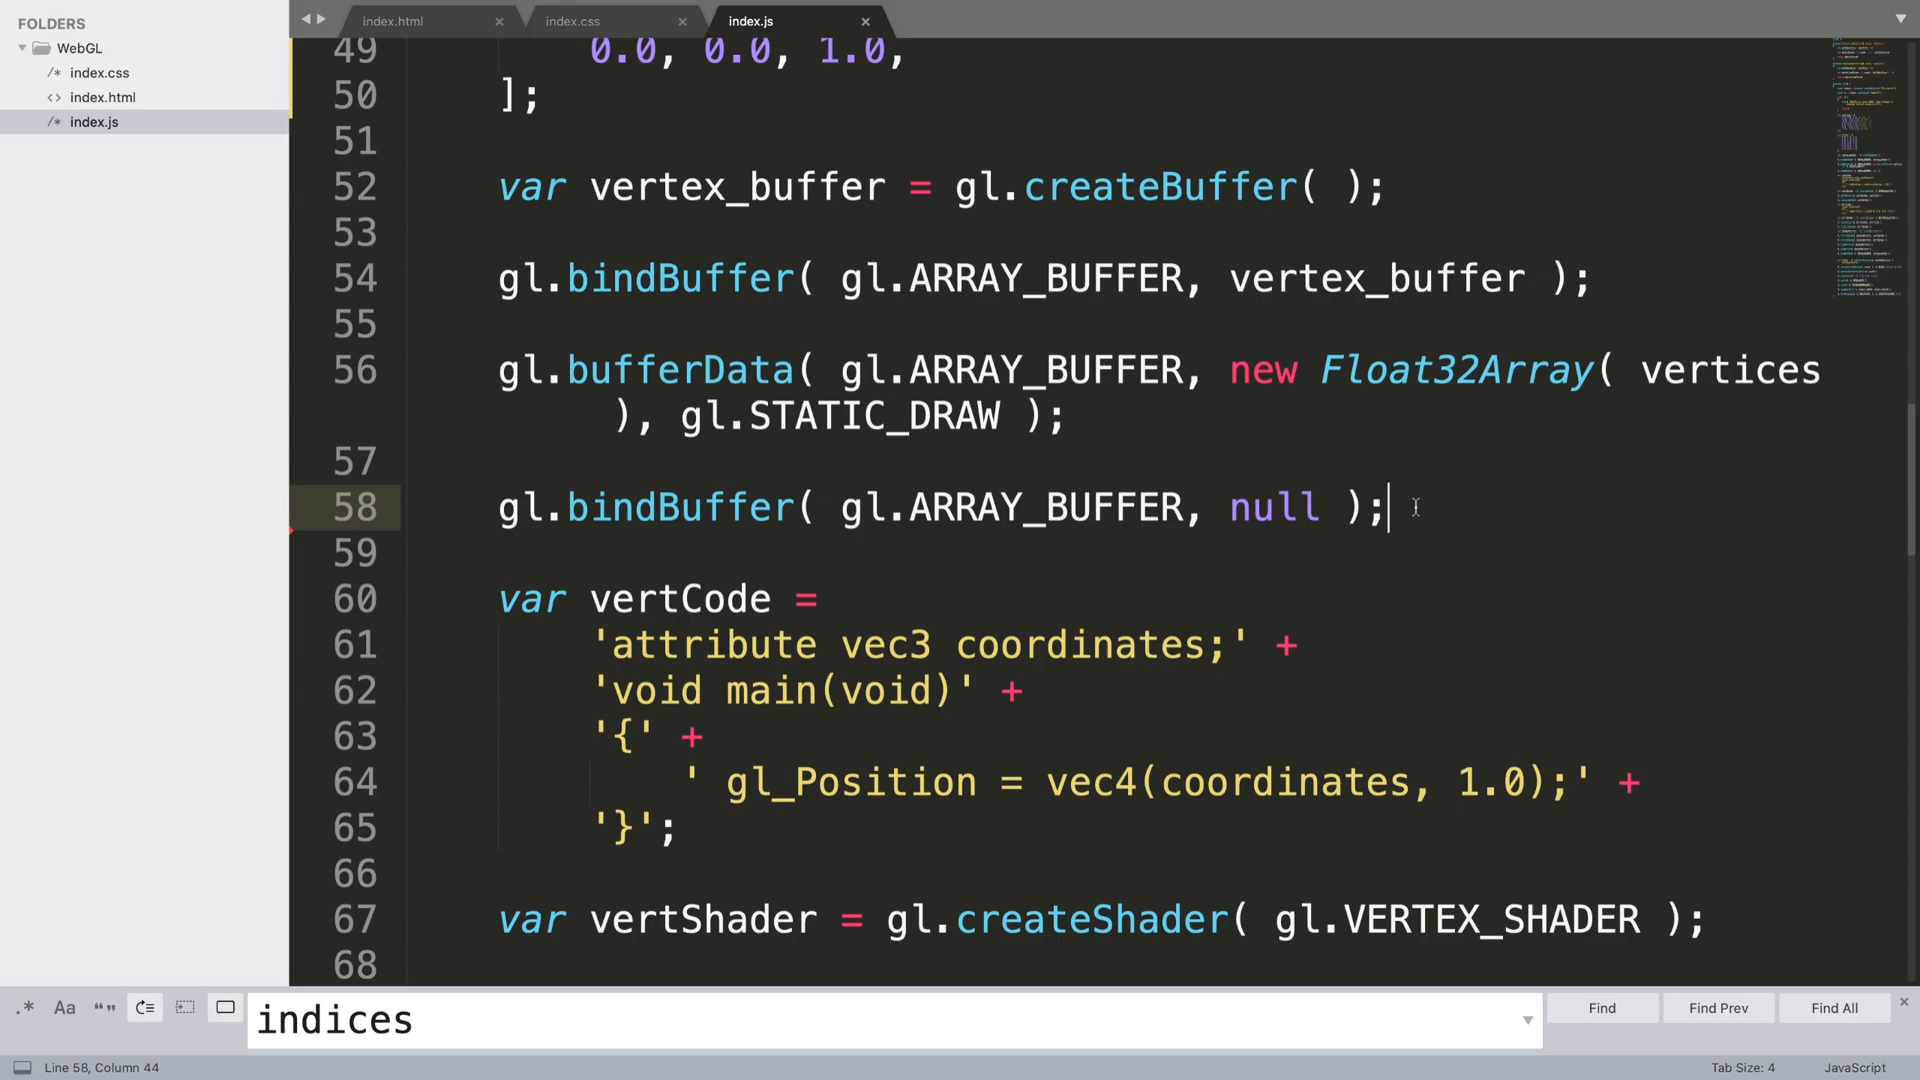 FOLDERS
WebGL
/* index.css
<> index.html
/* index.js
index.html ×
index.css ×
index.js ×
49 0.0, 0.0, 1.0,
50 ];
51
52 var vertex_buffer = gl.createBuffer( );
53
54 gl.bindBuffer( gl.ARRAY_BUFFER, vertex_buffer );
55
56 gl.bufferData( gl.ARRAY_BUFFER, new Float32Array( vertices
), gl.STATIC_DRAW );
57
58 gl.bindBuffer( gl.ARRAY_BUFFER, null );
59
60 var vertCode =
61 'attribute vec3 coordinates;' +
62 'void main(void)' +
63 '{' +
64 ' gl_Position = vec4(coordinates, 1.0);' +
65 '}';
66
67 var vertShader = gl.createShader( gl.VERTEX_SHADER );
68
.* Aa “” indices Find Find Prev Find All ×
Line 58, Column 44 Tab Size: 4 JavaScript